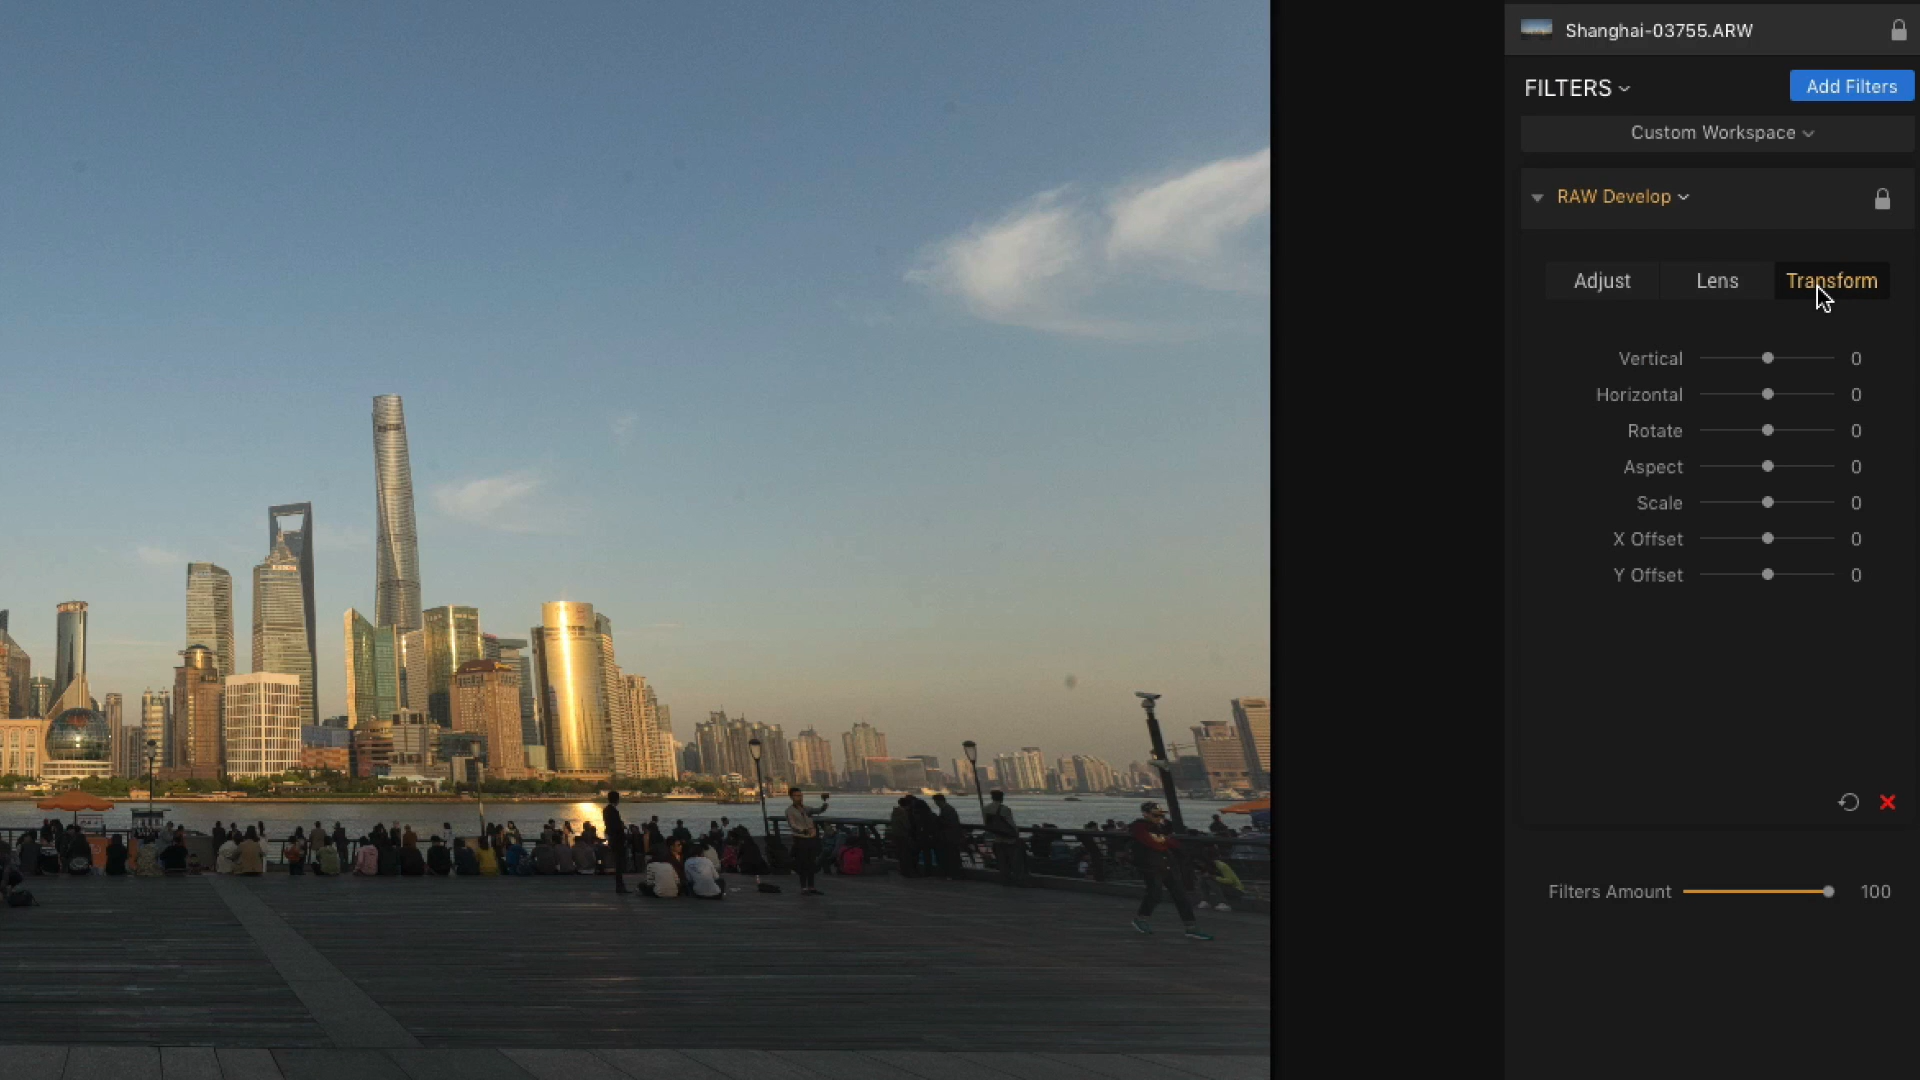 Shanghai-03755.ARW
FILTERS
Add Filters
Custom Workspace
RAW Develop
Adjust
Lens
Transform
Vertical 0
Horizontal 0
Rotate 0
Aspect 0
Scale 0
X Offset 0
Y Offset 0
Filters Amount 100